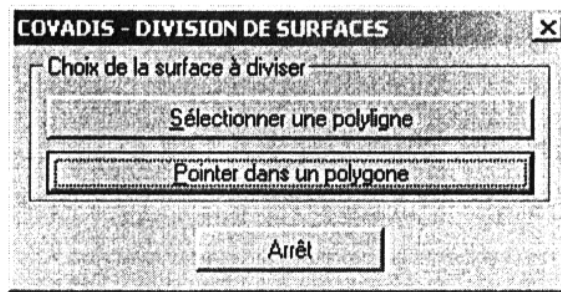 COVADIS - DIVISION DE SURFACES
Choix de la surface à diviser
Sélectionner une polyligne
Pointer dans un polygone
Arrêt